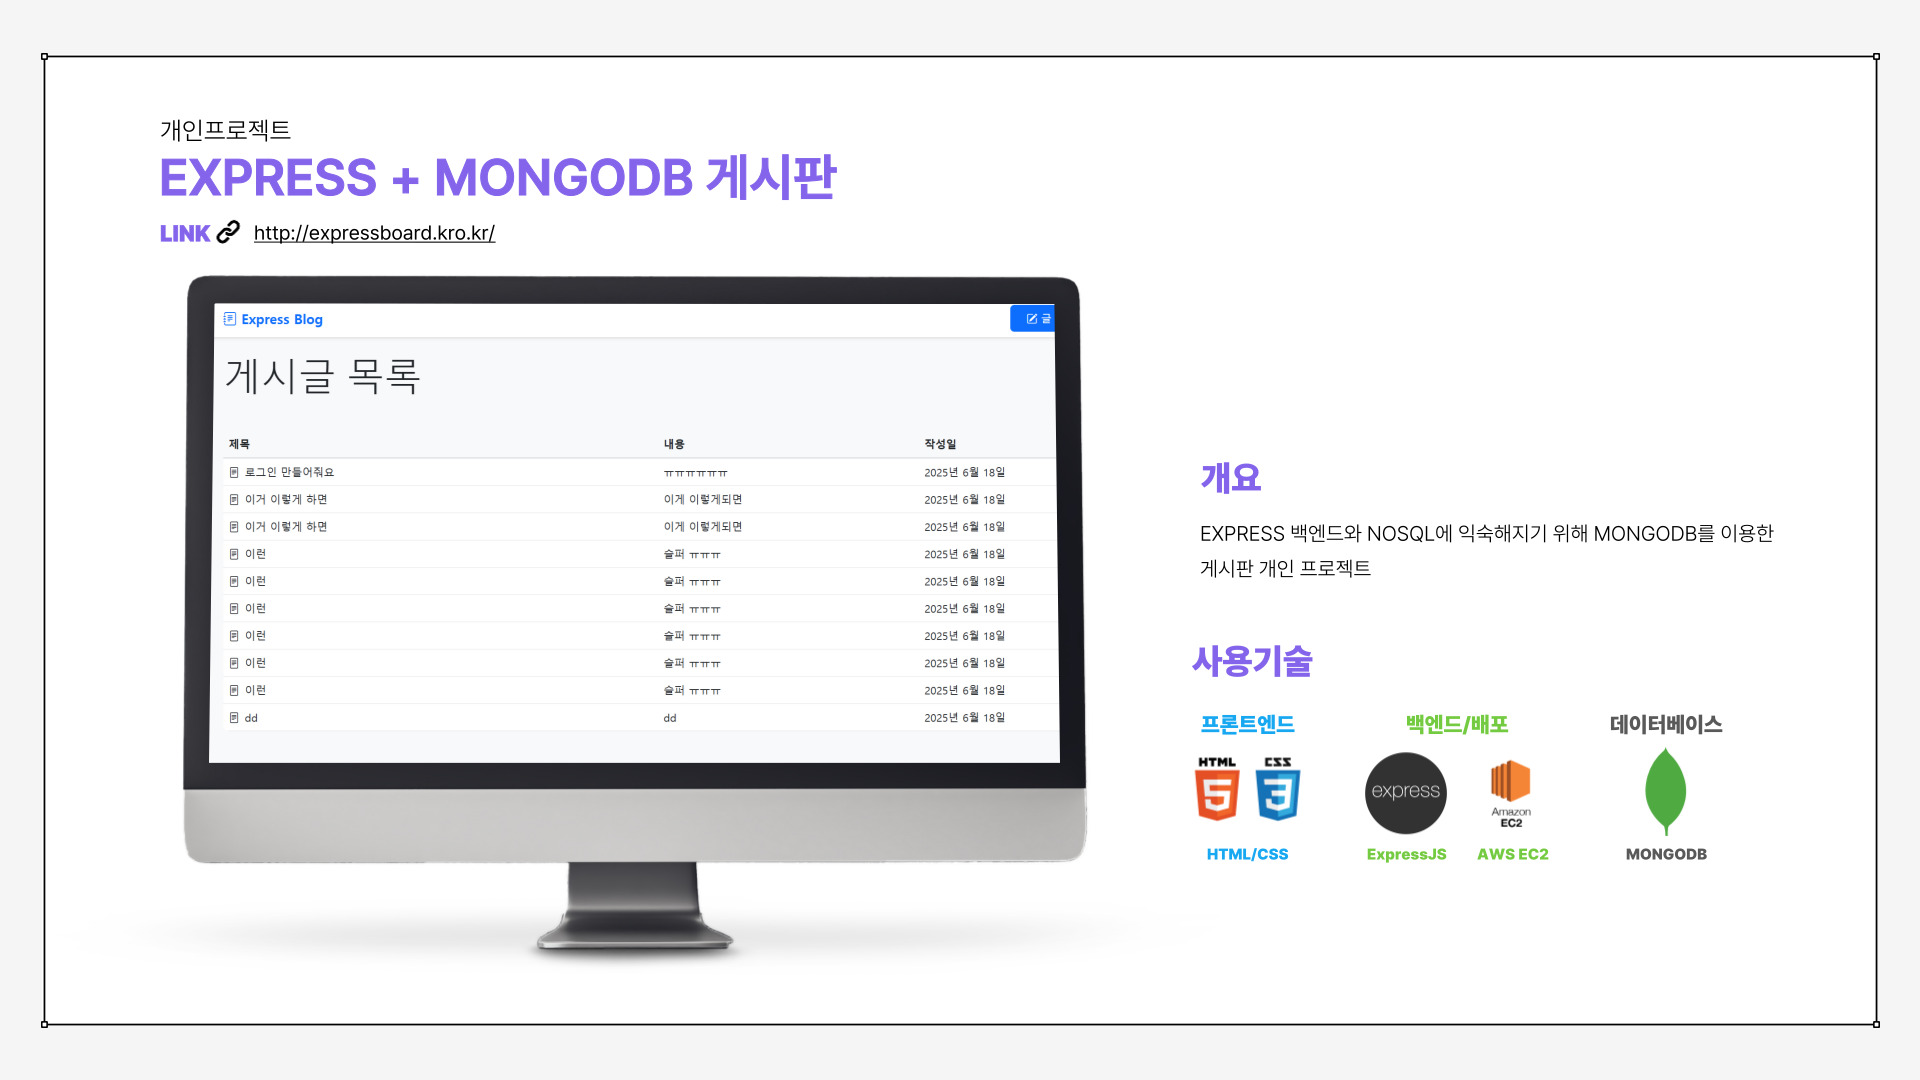 개인프로젝트
EXPRESS + MONGODB 게시판
LINK http://expressboard.kro.kr/
Express Blog
글
게시글 목록
제목 내용 작성일
로그인 만들어줘요 ㅠㅠㅠㅠㅠㅠ 2025년 6월 18일
이거 이렇게 하면 이게 이렇게되면 2025년 6월 18일
이거 이렇게 하면 이게 이렇게되면 2025년 6월 18일
이런 슬퍼 ㅠㅠㅠ 2025년 6월 18일
이런 슬퍼 ㅠㅠㅠ 2025년 6월 18일
이런 슬퍼 ㅠㅠㅠ 2025년 6월 18일
이런 슬퍼 ㅠㅠㅠ 2025년 6월 18일
이런 슬퍼 ㅠㅠㅠ 2025년 6월 18일
이런 슬퍼 ㅠㅠㅠ 2025년 6월 18일
dd dd 2025년 6월 18일
개요
EXPRESS 백엔드와 NOSQL에 익숙해지기 위해 MONGODB를 이용한
게시판 개인 프로젝트
사용기술
프론트엔드 백엔드/배포 데이터베이스
HTML CSS
5 3
express
Amazon
EC2
HTML/CSS ExpressJS AWS EC2 MONGODB